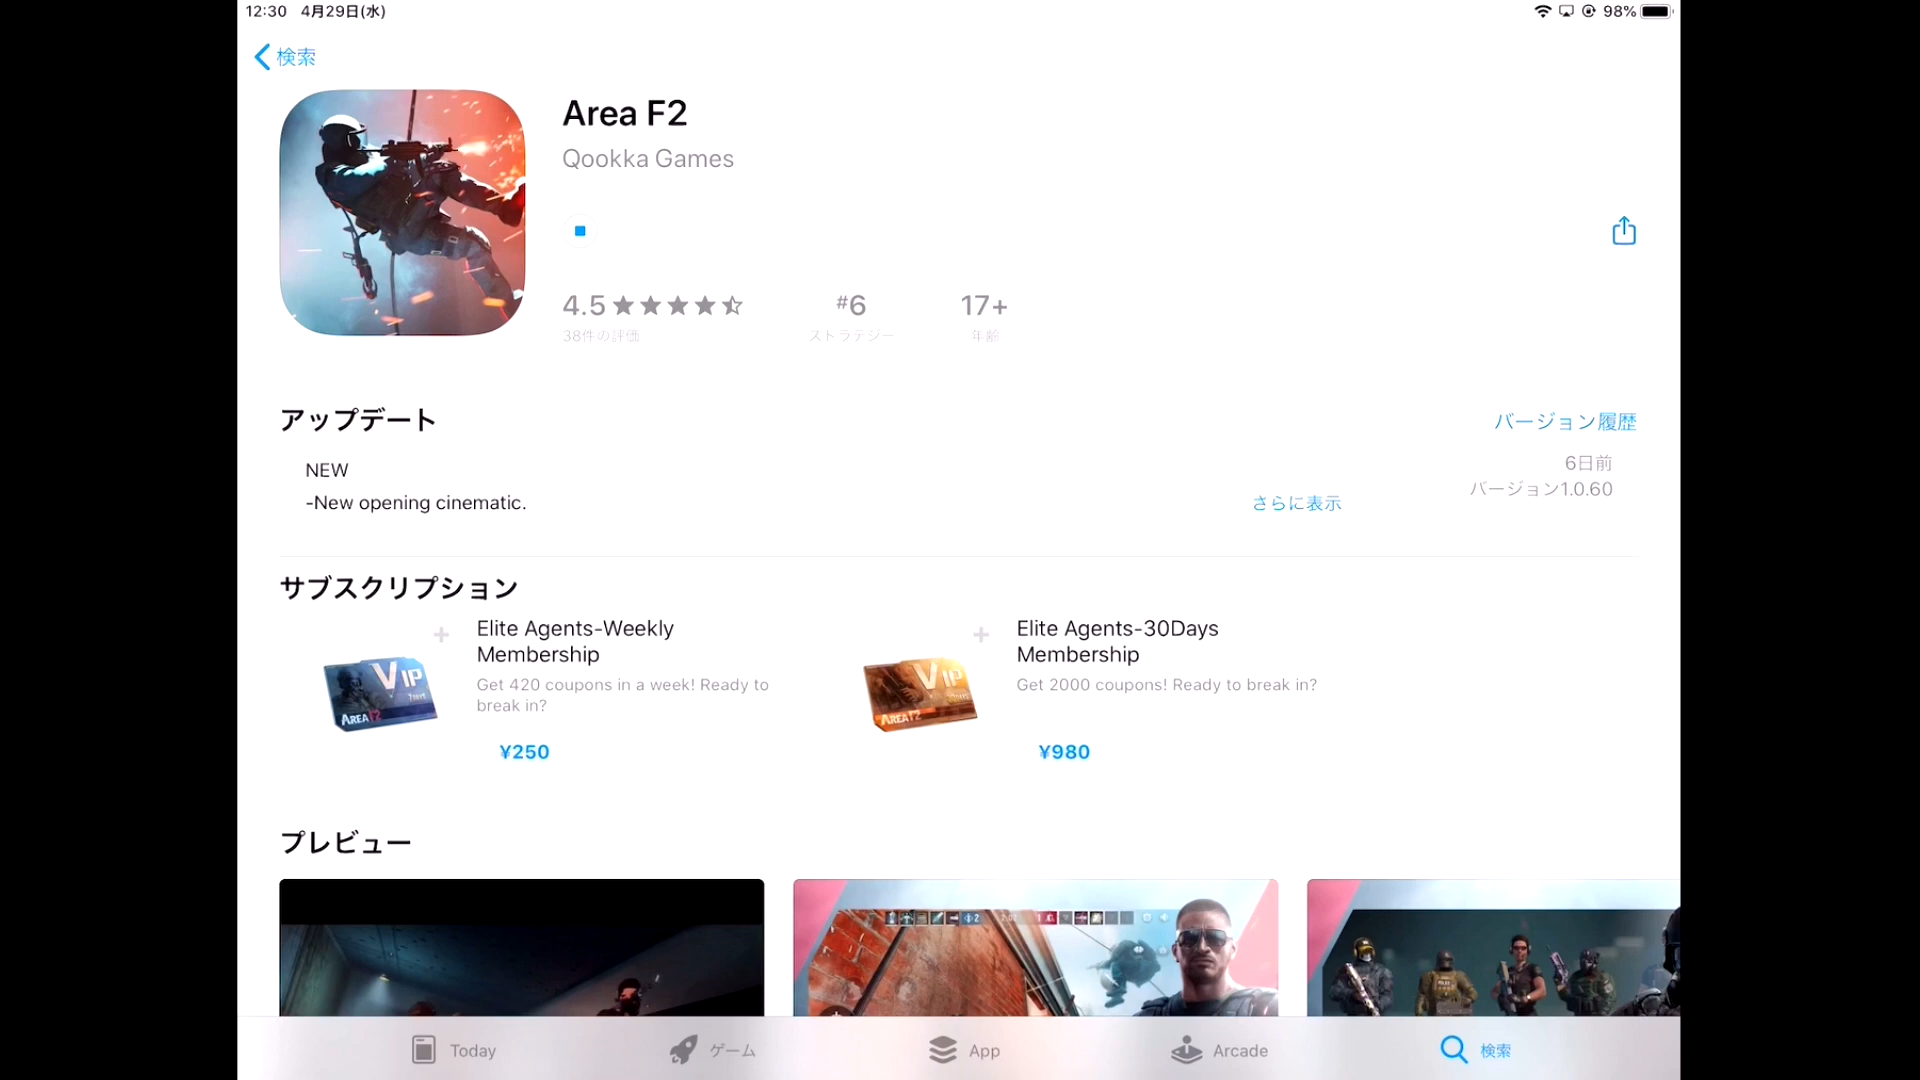 12:30 4月29日(水)
98%
検索
Area F2
Qookka Games
4.5
#6
17+
38件の評価
ストラテジー
年齢
アップデート
バージョン履歴
NEW
6日前
バージョン1.0.60
-New opening cinematic.
さらに表示
サブスクリプション
Elite Agents-Weekly
Membership
Get 420 coupons in a week! Ready to
break in?
¥250
VIP
AREA F2
Elite Agents-30Days
Membership
Get 2000 coupons! Ready to break in?
¥980
VIP
AREA F2
プレビュー
Today
ゲーム
App
Arcade
検索